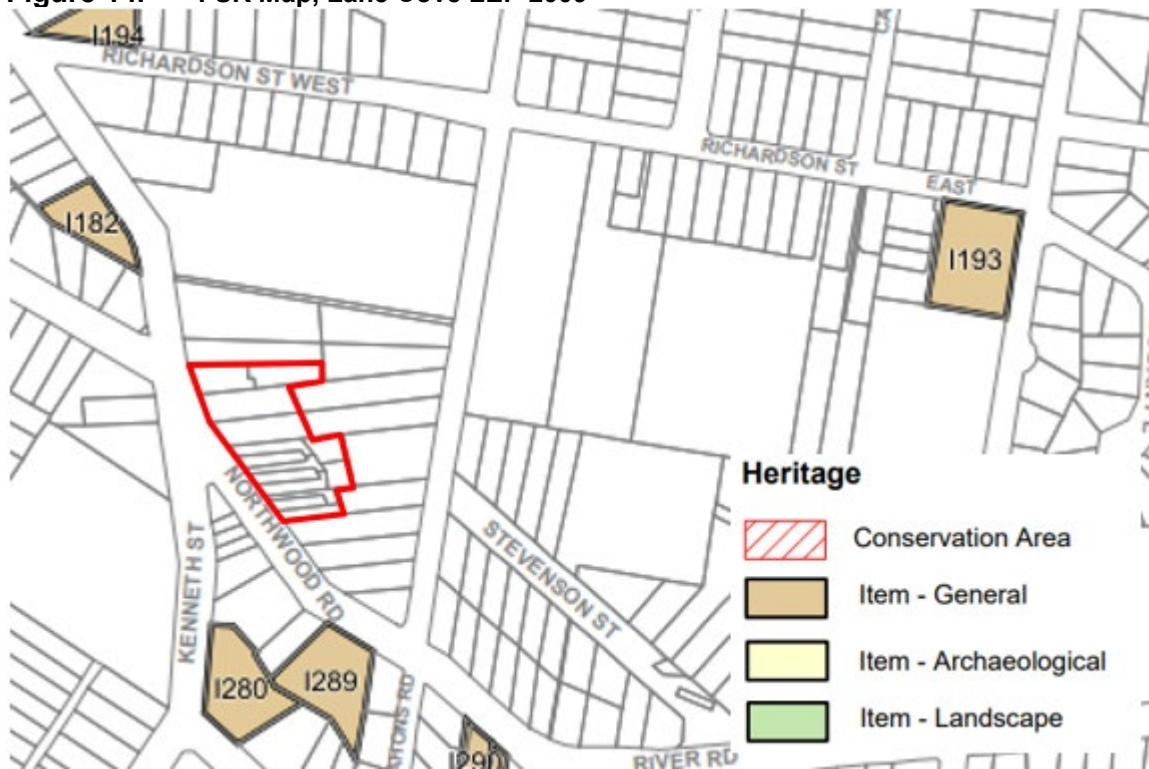 I194
RICHARDSON ST WEST
RICHARDSON ST
EAST
I182
I193
NORTHWOOD RD
KENNETH ST
STEVENSON ST
I280
I289
I290
RIVER RD
Heritage
Conservation Area
Item - General
Item - Archaeological
Item - Landscape